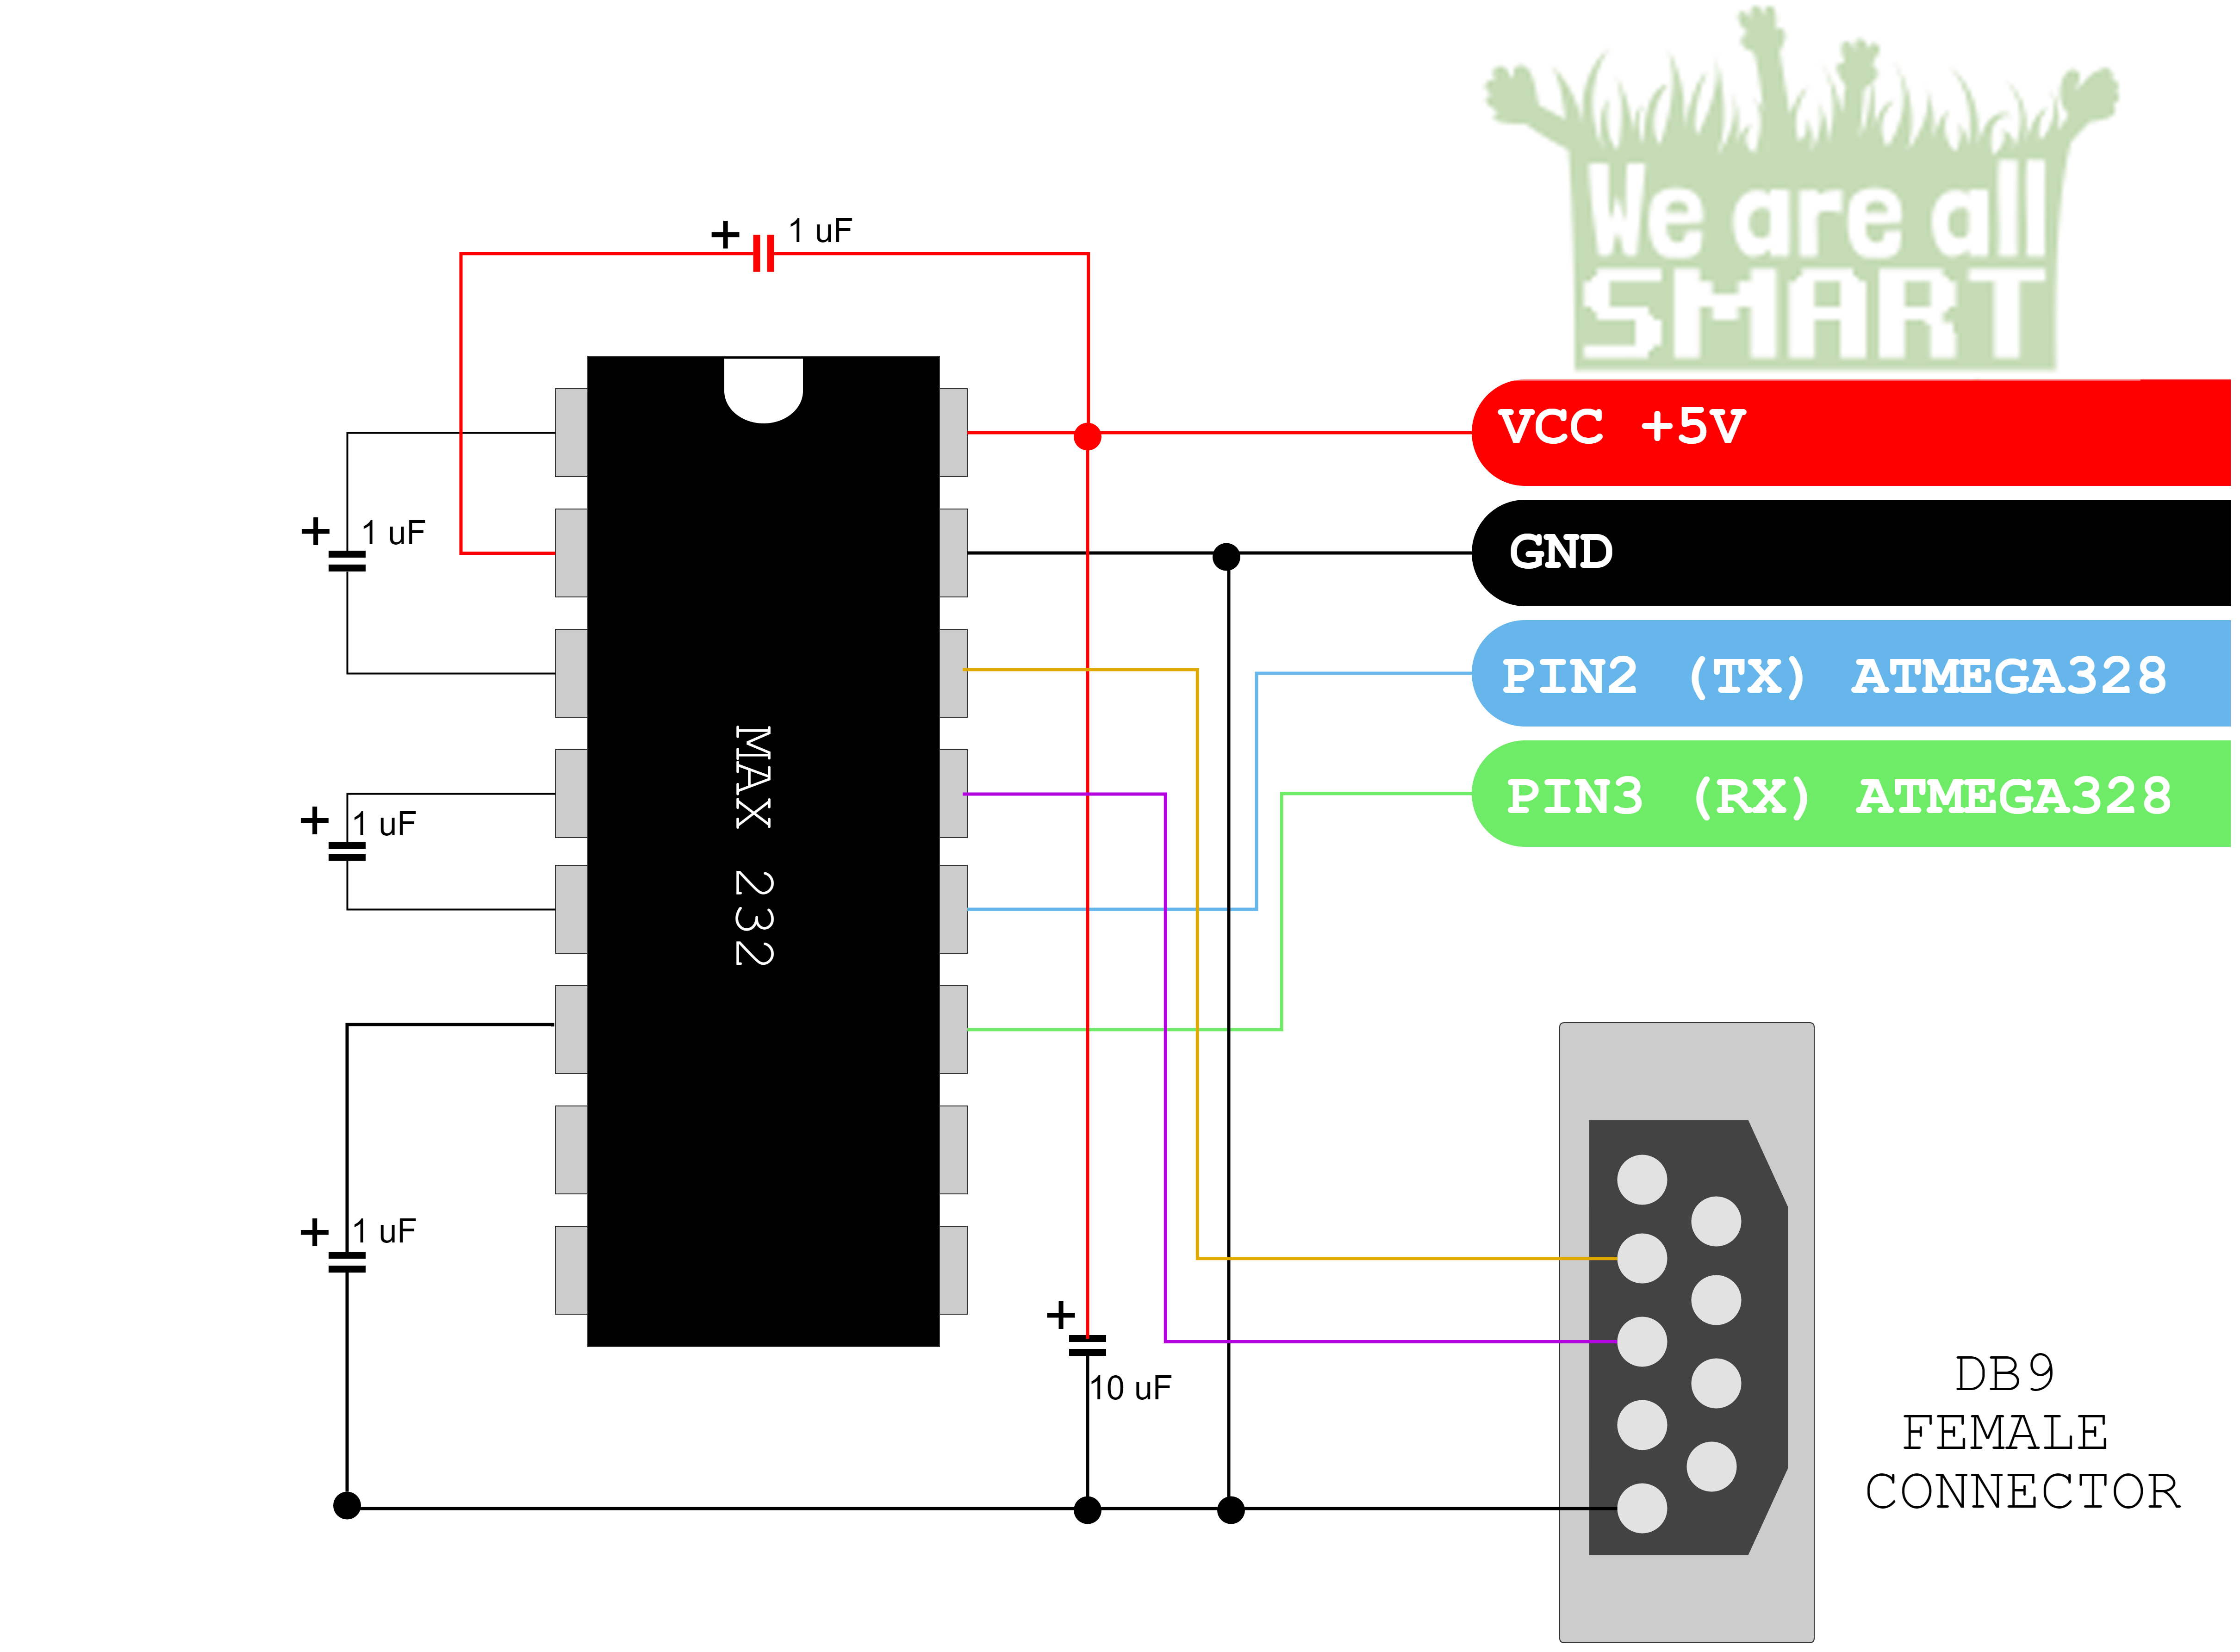 We are all
SMART
1 uF
VCC +5V
1 uF
GND
PIN2 (TX) ATMEGA328
MAX 232
PIN3 (RX) ATMEGA328
1 uF
1 uF
10 uF
DB9
FEMALE
CONNECTOR